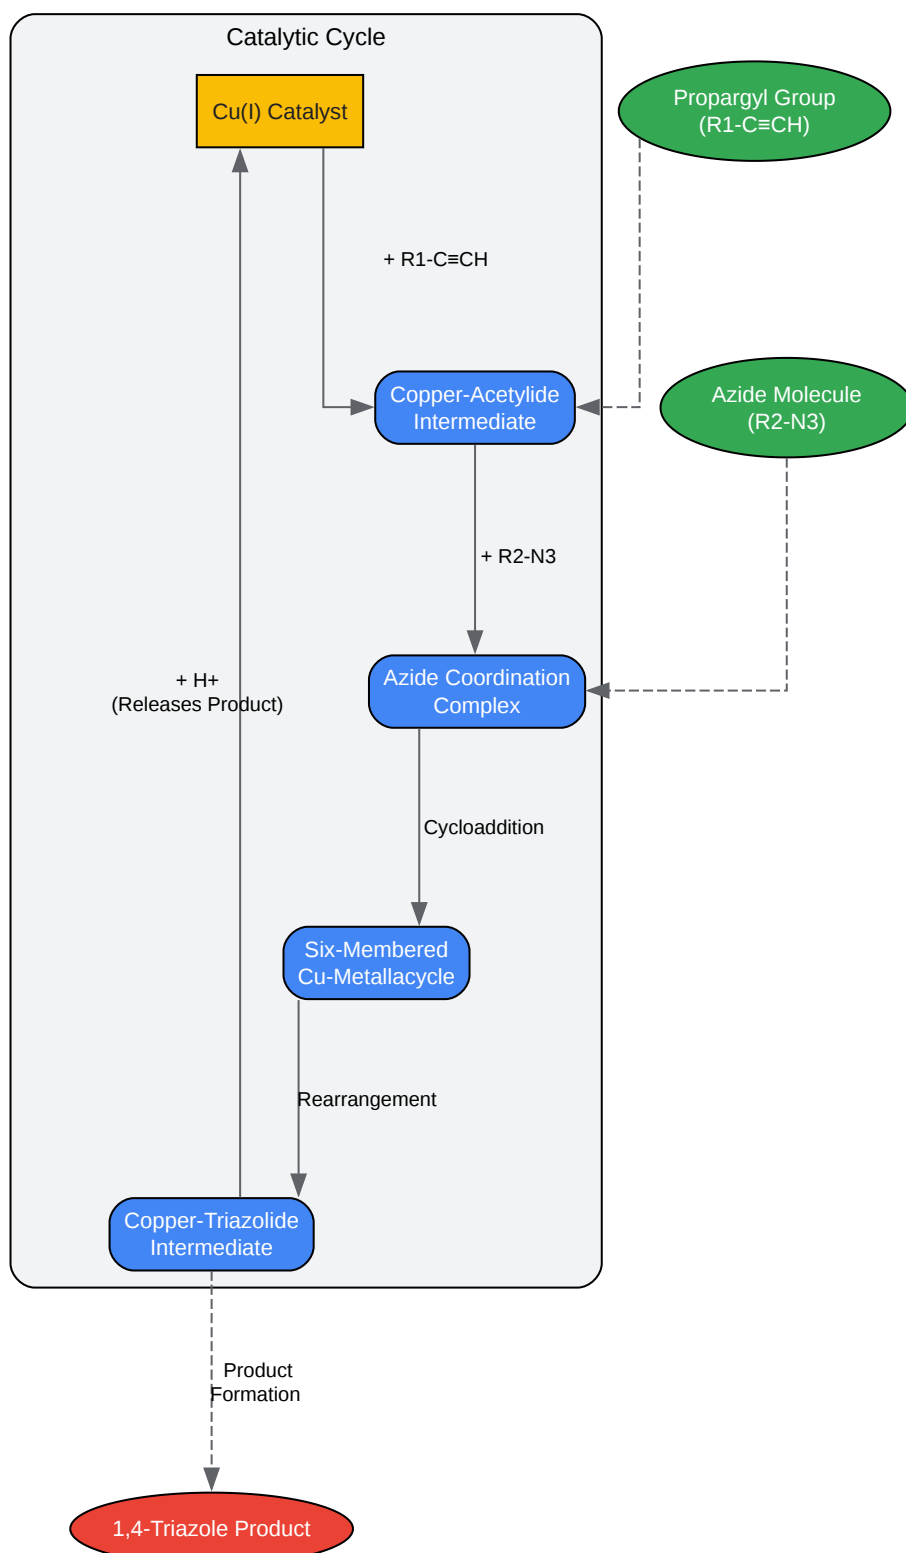 Catalytic Cycle
Cu(I) Catalyst
Propargyl Group
(R1-C≡CH)
+ R1-C≡CH
Copper-Acetylide
Intermediate
Azide Molecule
(R2-N3)
+ R2-N3
Azide Coordination
Complex
+ H+
(Releases Product)
Cycloaddition
Six-Membered
Cu-Metallacycle
Rearrangement
Copper-Triazolide
Intermediate
Product
Formation
1,4-Triazole Product